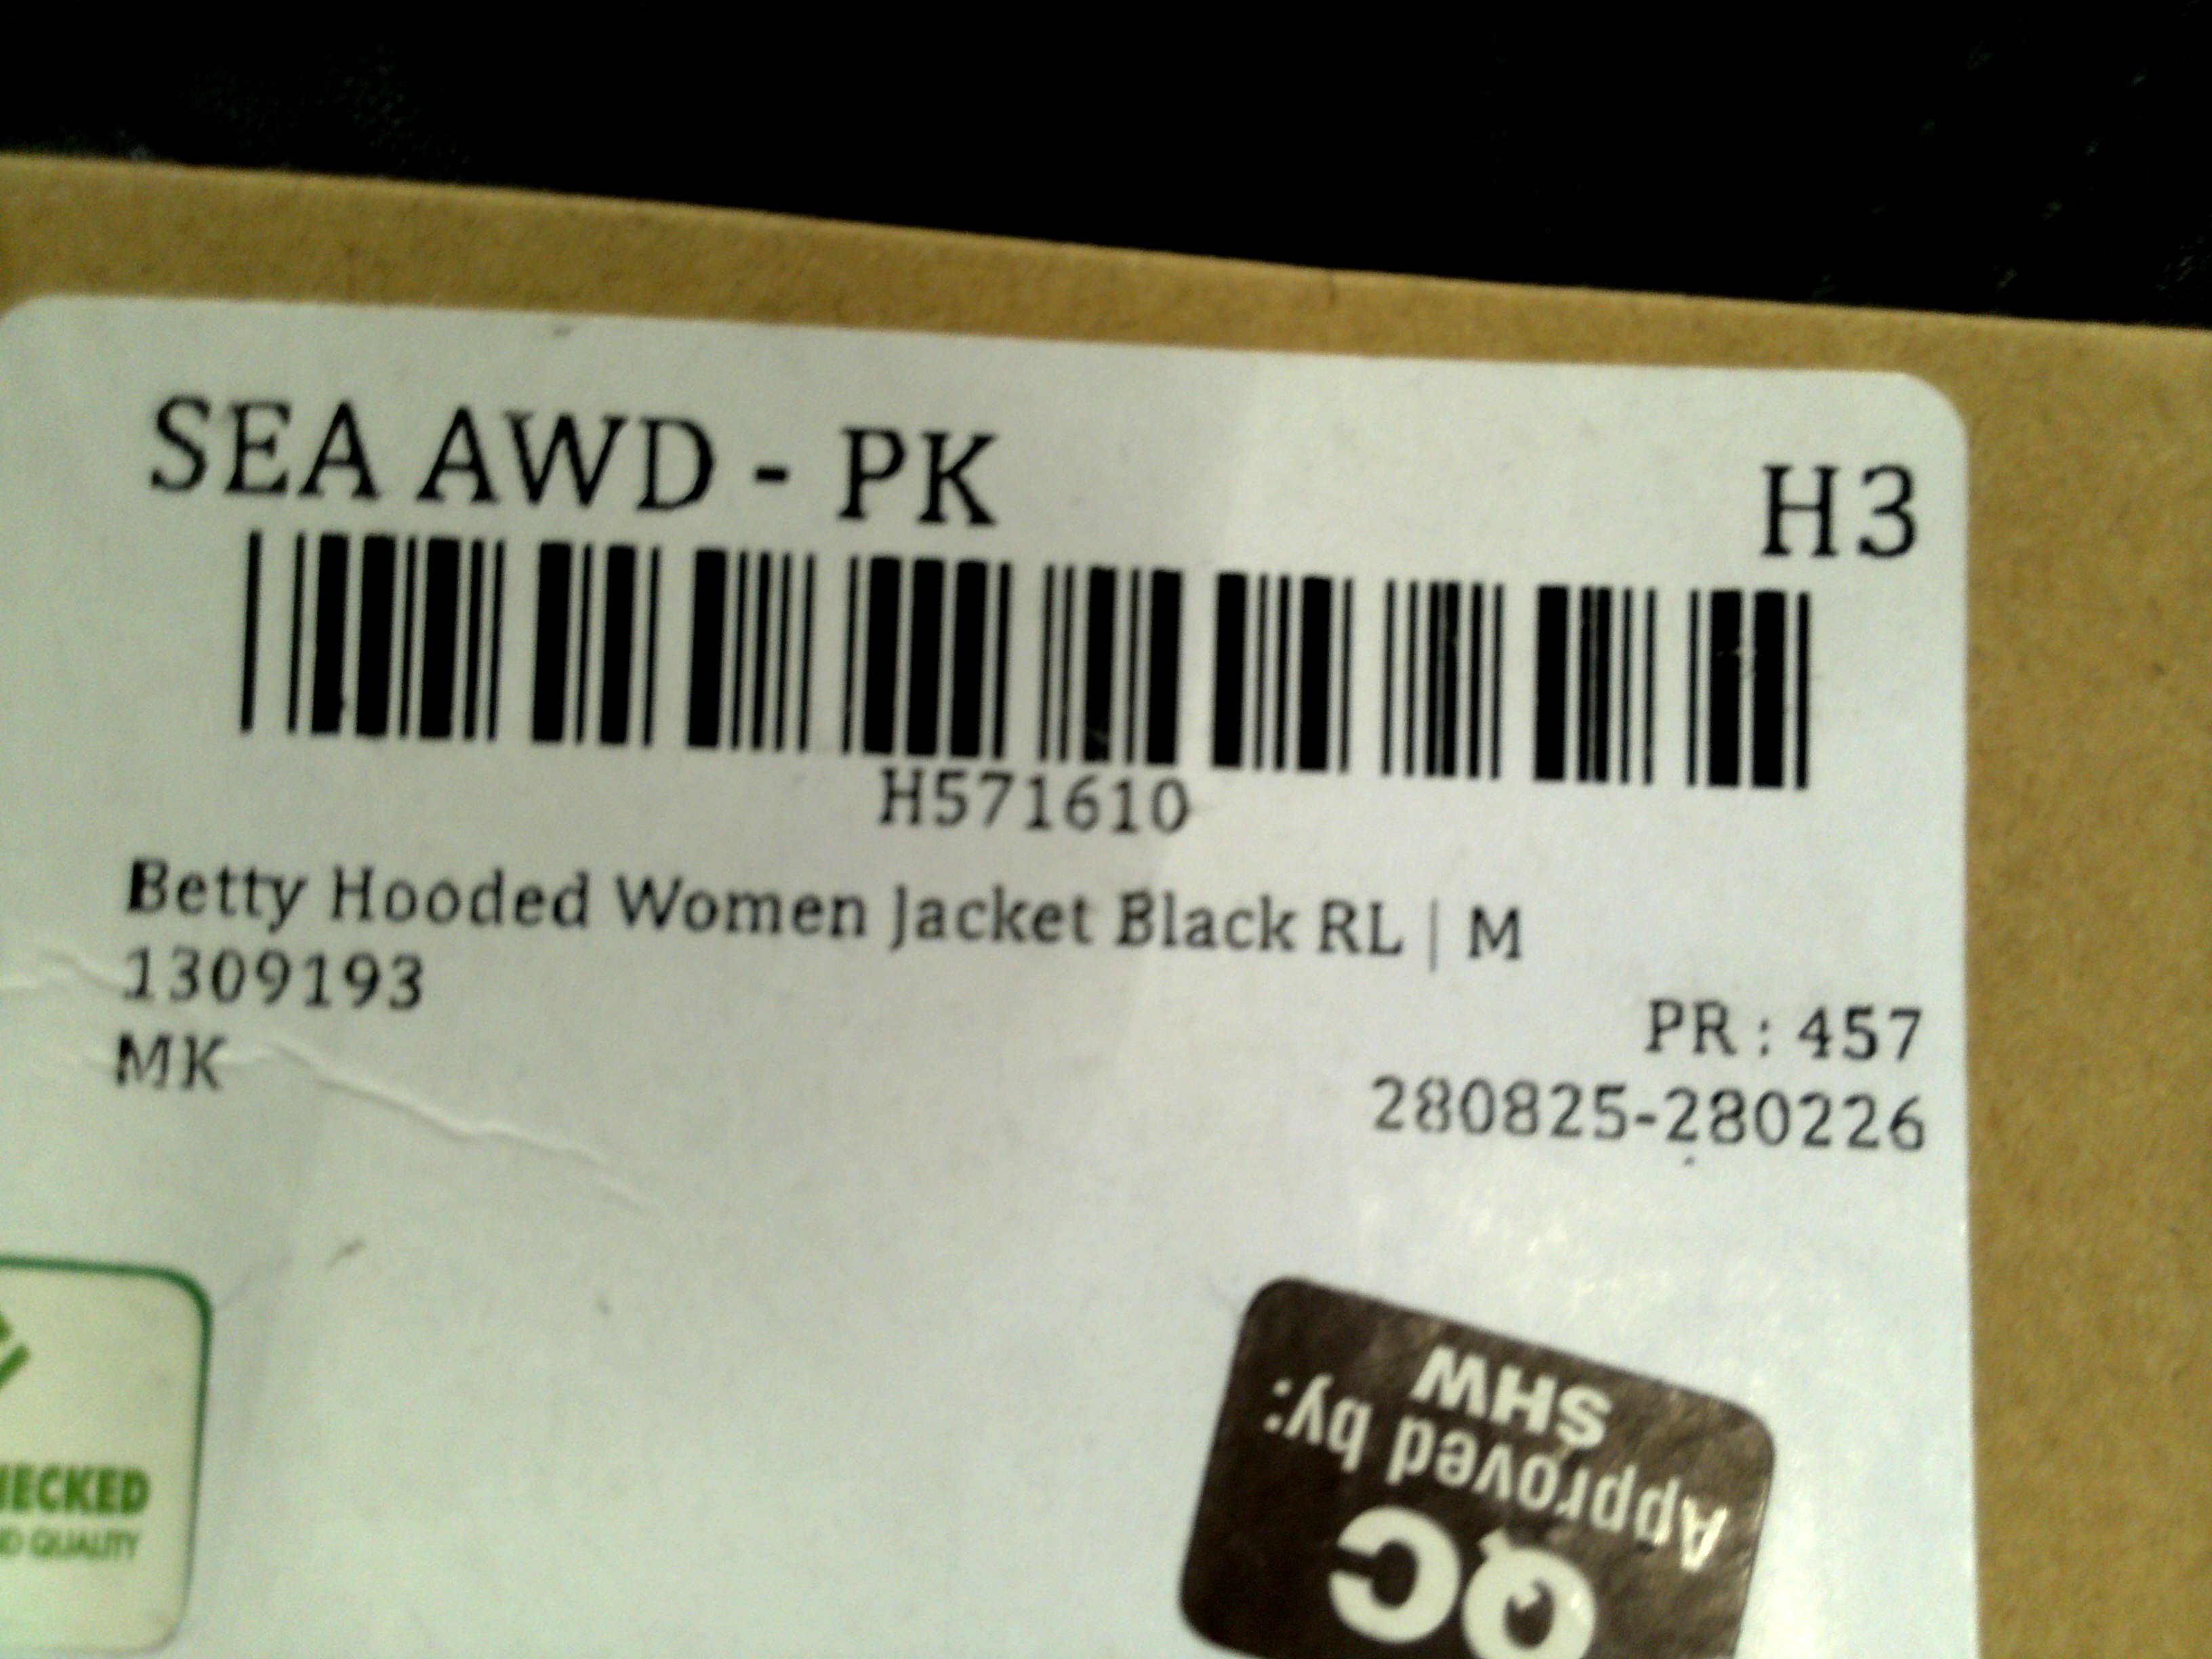 SEA AWD - PK
H3
H571610
Betty Hooded Women Jacket Black RL | M
1309193
PR : 457
MK
280825-280226
QC
Approved by:
SHW
QUALITY